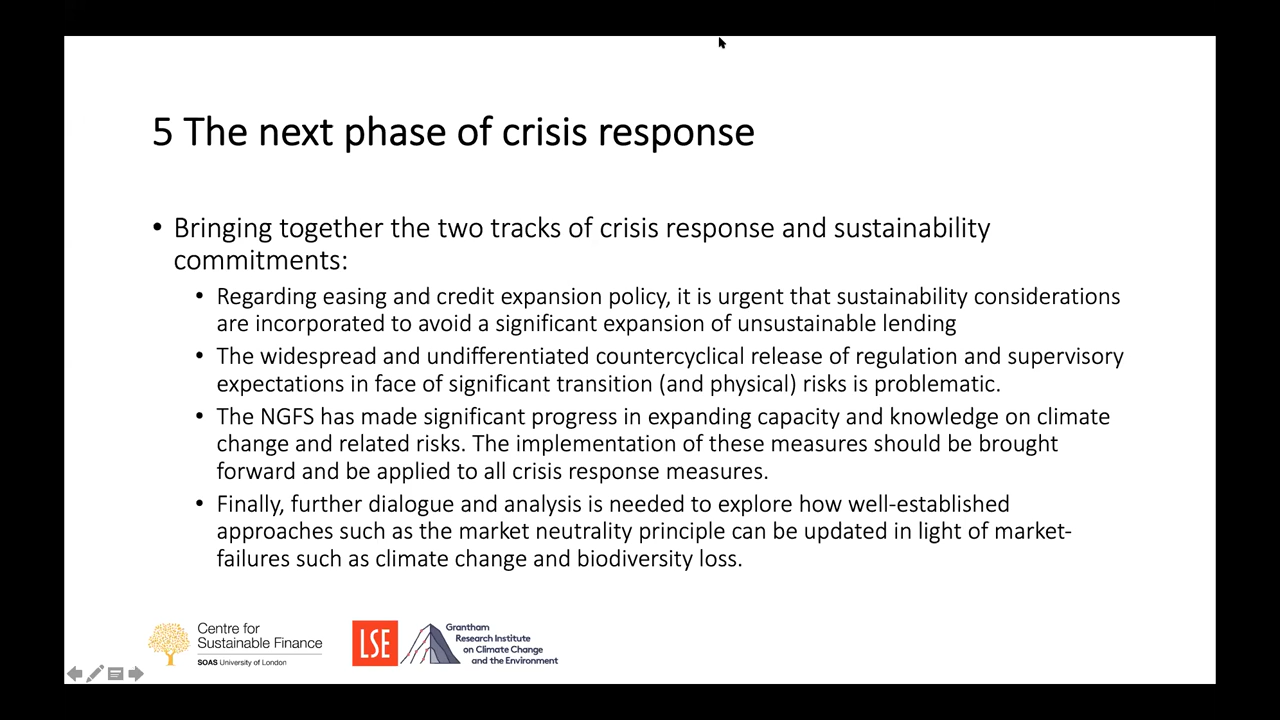 5 The next phase of crisis response
• Bringing together the two tracks of crisis response and sustainability
commitments:
• Regarding easing and credit expansion policy, it is urgent that sustainability considerations
are incorporated to avoid a significant expansion of unsustainable lending
• The widespread and undifferentiated countercyclical release of regulation and supervisory
expectations in face of significant transition (and physical) risks is problematic.
• The NGFS has made significant progress in expanding capacity and knowledge on climate
change and related risks. The implementation of these measures should be brought
forward and be applied to all crisis response measures.
• Finally, further dialogue and analysis is needed to explore how well-established
approaches such as the market neutrality principle can be updated in light of market-
failures such as climate change and biodiversity loss.
Centre for
Sustainable Finance
SOAS University of London
LSE
Grantham
Research Institute
on Climate Change
and the Environment